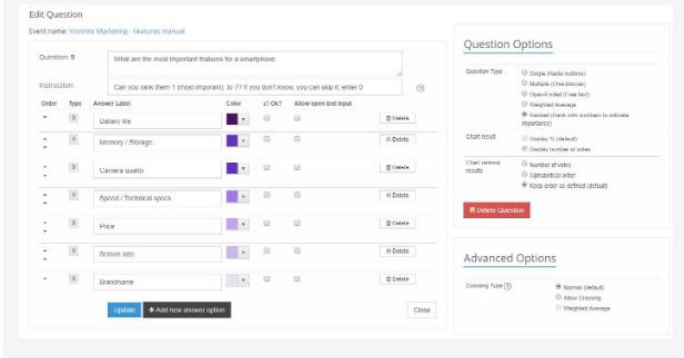 Edit Question
Event name: VoxVote Marketing - Features manual
Question: 9
What are the most important features for a smartphone.
Instruction:
Can you rank them 1 (most imporant) to 7? If you don't know, you can skip it, enter 0
Order Type Answer Label Color OK? Allow open text input
Battery life
Delete
Memory / Storage
Delete
Camera quality
Delete
Speed / Technical specs
Delete
Price
Delete
Screen size
Delete
Brandname
Delete
Update
Add new answer option
Close
Question Options
Question Type
Single (Radio buttons)
Multiple (Checkboxes)
Open-Ended (Free text)
Weighted Average
Ranked (Rank with numbers to indicate
importance)
Chart result
Display % (default)
Display number of votes
Chart ranking
results
Number of votes
Alphabetical order
Keep order as defined (default)
Delete Question
Advanced Options
Crossing Type
Normal (default)
Allow Crossing
Weighted Average